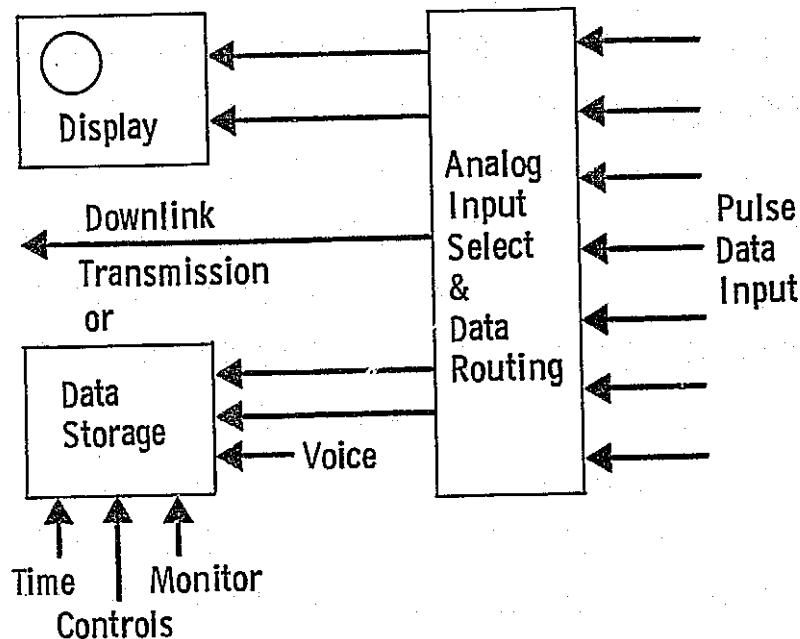 Display
Downlink
Transmission
or
Data
Storage
Voice
Time
Monitor
Controls
Analog
Input
Select
&
Data
Routing
Pulse
Data
Input